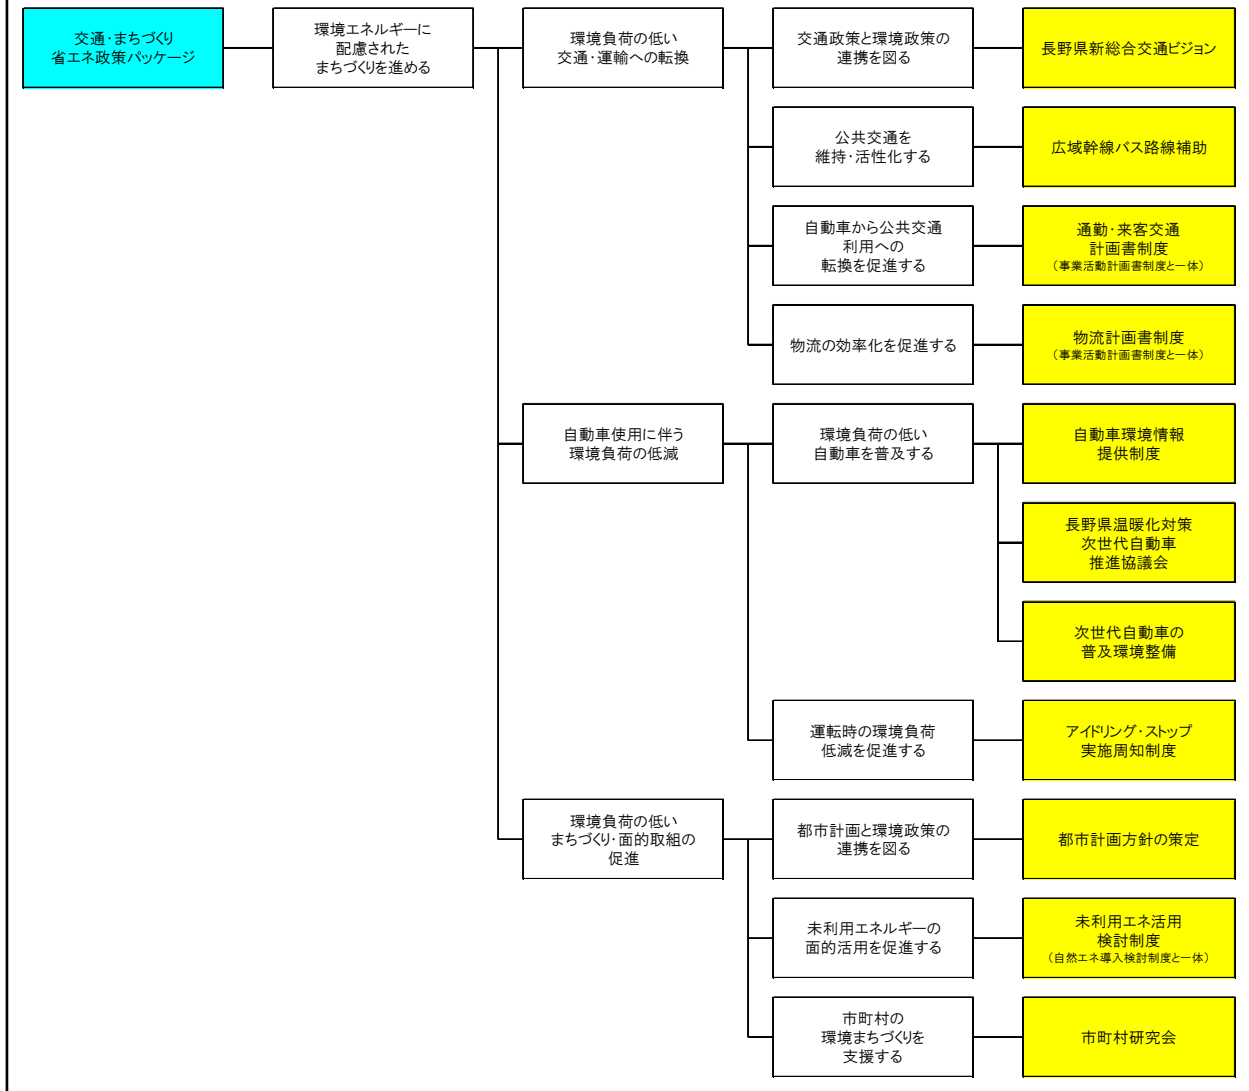 交通・まちづくり
省エネ政策パッケージ
環境エネルギーに
配慮された
まちづくりを進める
環境負荷の低い
交通・運輸への転換
交通政策と環境政策の
連携を図る
長野県新総合交通ビジョン
公共交通を
維持・活性化する
広域幹線バス路線補助
自動車から公共交通
利用への
転換を促進する
通勤・来客交通
計画書制度
（事業活動計画書制度と一体）
物流の効率化を促進する
物流計画書制度
（事業活動計画書制度と一体）
自動車使用に伴う
環境負荷の低減
環境負荷の低い
自動車を普及する
自動車環境情報
提供制度
長野県温暖化対策
次世代自動車
推進協議会
次世代自動車の
普及環境整備
運転時の環境負荷
低減を促進する
アイドリング・ストップ
実施周知制度
環境負荷の低い
まちづくり・面的取組の
促進
都市計画と環境政策の
連携を図る
都市計画方針の策定
未利用エネルギーの
面的活用を促進する
未利用エネ活用
検討制度
（自然エネ導入検討制度と一体）
市町村の
環境まちづくりを
支援する
市町村研究会